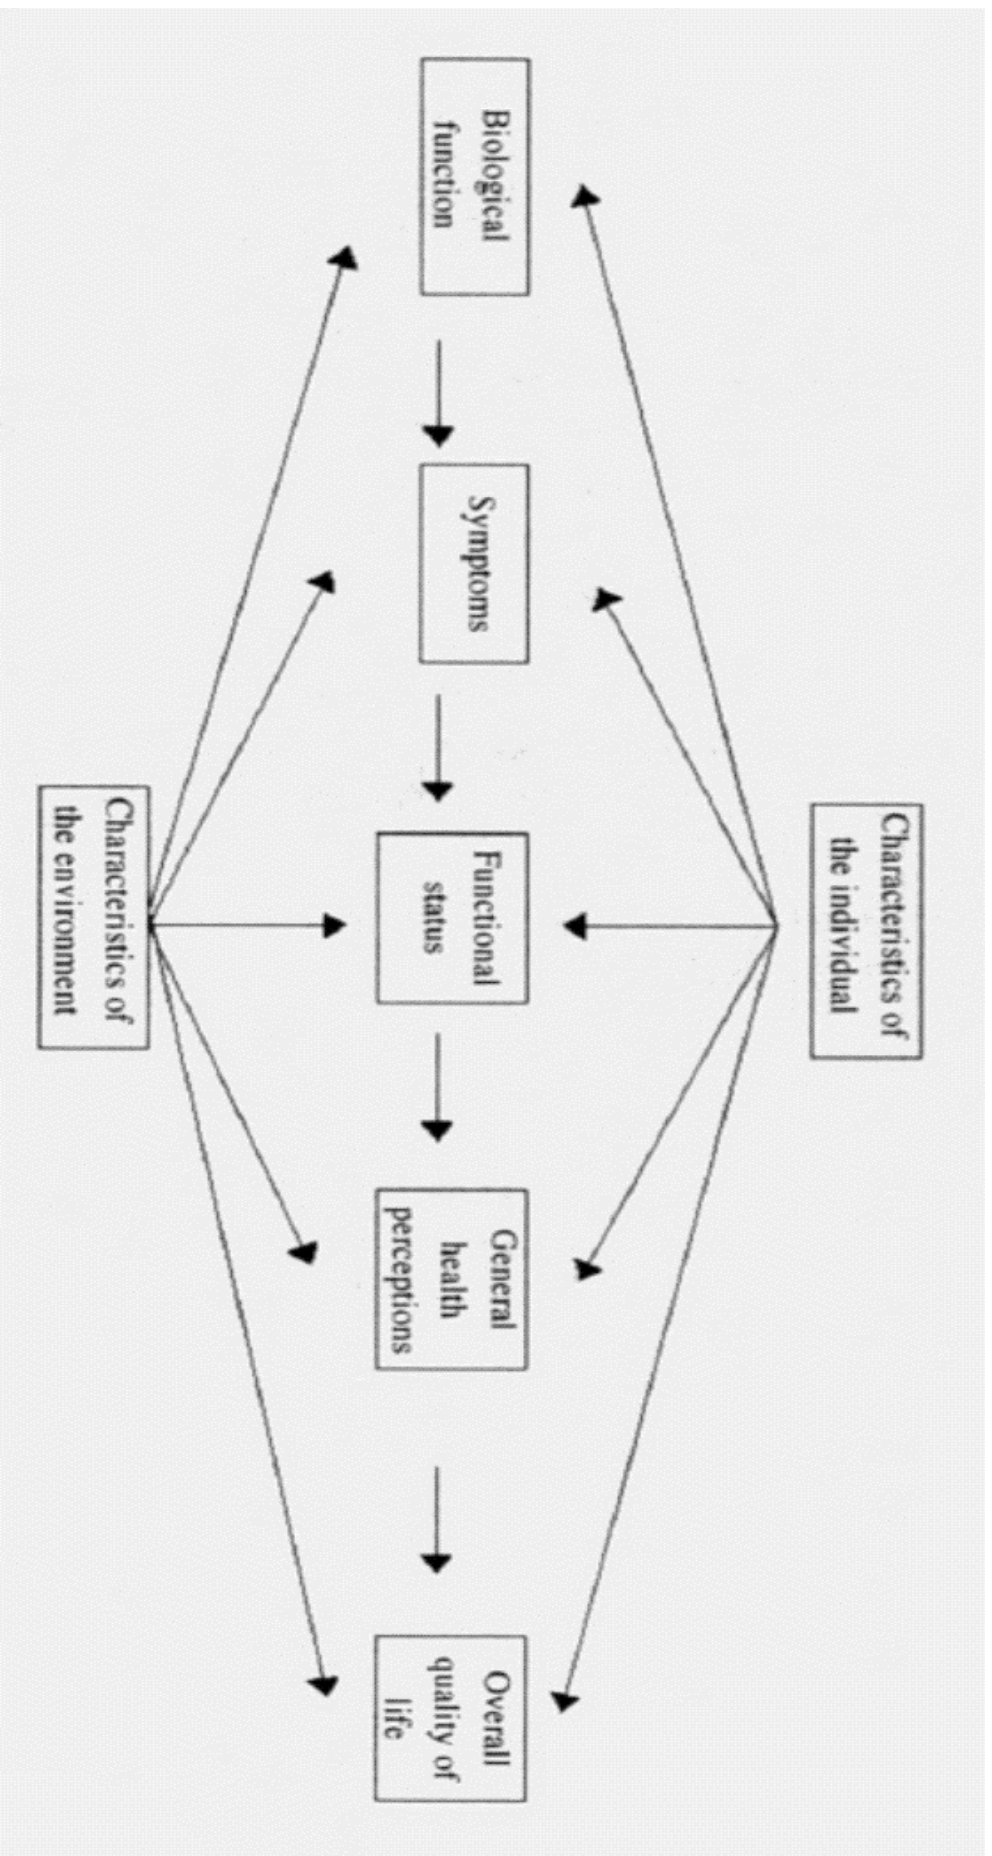 Characteristics of
the individual
Biological
function
Symptoms
Functional
status
General
health
perceptions
Overall
quality of
life
Characteristics of
the environment